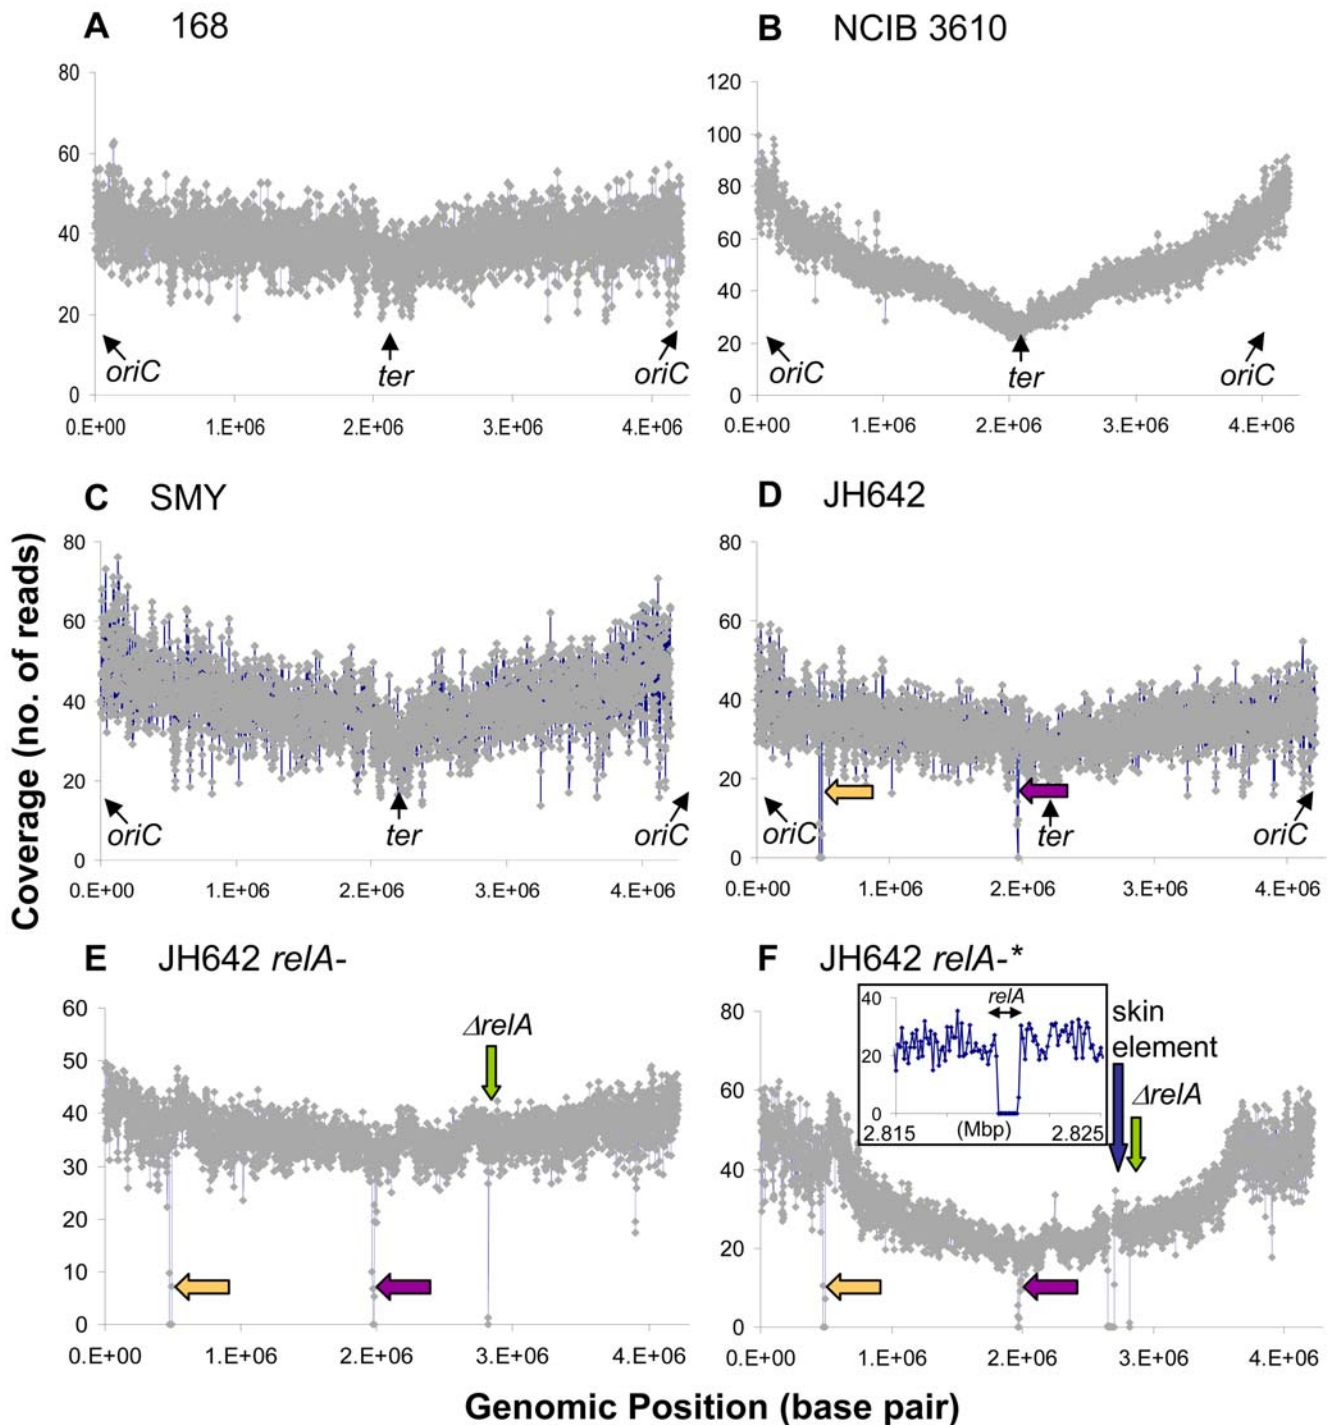 A 168
80
60
40
20
0
oriC
ter
oriC
0.E+00 1.E+06 2.E+06 3.E+06 4.E+06
B NCIB 3610
120
100
80
60
40
20
0
oriC
ter
oriC
0.E+00 1.E+06 2.E+06 3.E+06 4.E+06
Coverage (no. of reads)
C SMY
80
60
40
20
0
oriC
ter
oriC
0.E+00 1.E+06 2.E+06 3.E+06 4.E+06
D JH642
80
60
40
20
0
oriC
ter
oriC
0.E+00 1.E+06 2.E+06 3.E+06 4.E+06
E JH642 relA-
60
50
40
30
20
10
0
ΔrelA
0.E+00 1.E+06 2.E+06 3.E+06 4.E+06
F JH642 relA-*
80
60
40
20
0
40
20
0
relA
2.815 (Mbp) 2.825
skin
element
ΔrelA
0.E+00 1.E+06 2.E+06 3.E+06 4.E+06
Genomic Position (base pair)